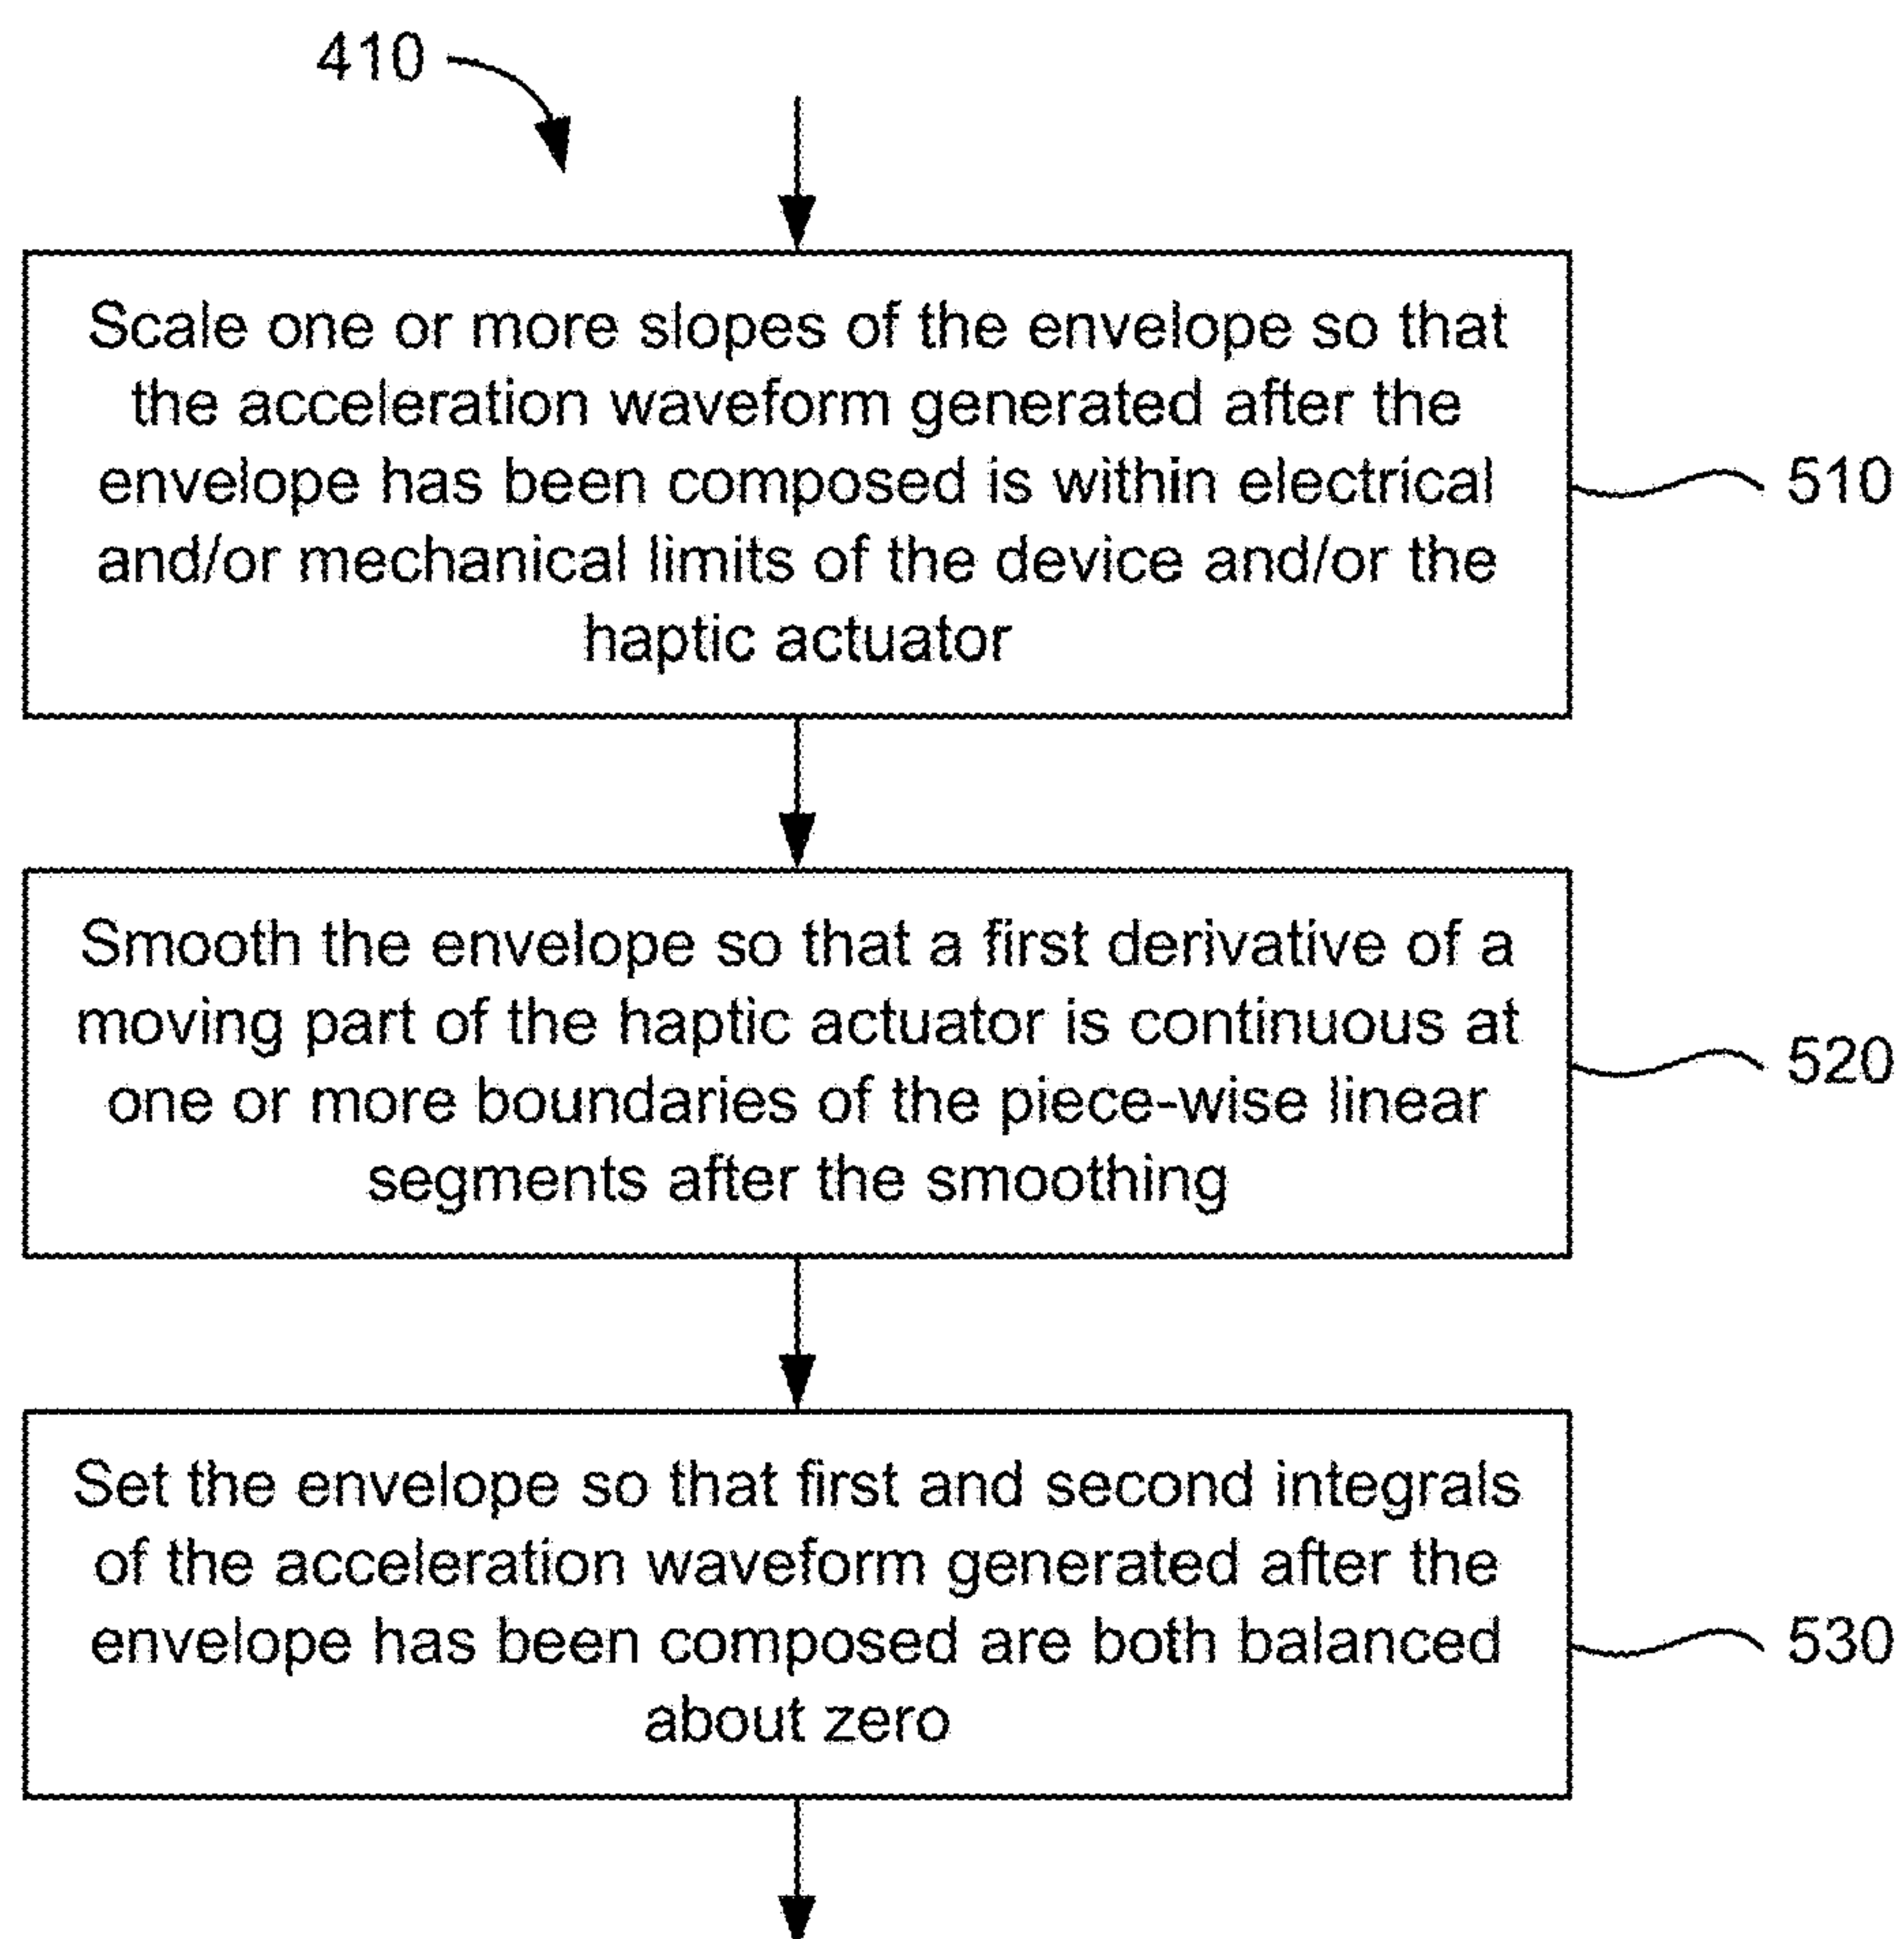 410
Scale one or more slopes of the envelope so that
the acceleration waveform generated after the
envelope has been composed is within electrical
and/or mechanical limits of the device and/or the
haptic actuator
510
Smooth the envelope so that a first derivative of a
moving part of the haptic actuator is continuous at
one or more boundaries of the piece-wise linear
segments after the smoothing
520
Set the envelope so that first and second integrals
of the acceleration waveform generated after the
envelope has been composed are both balanced
about zero
530